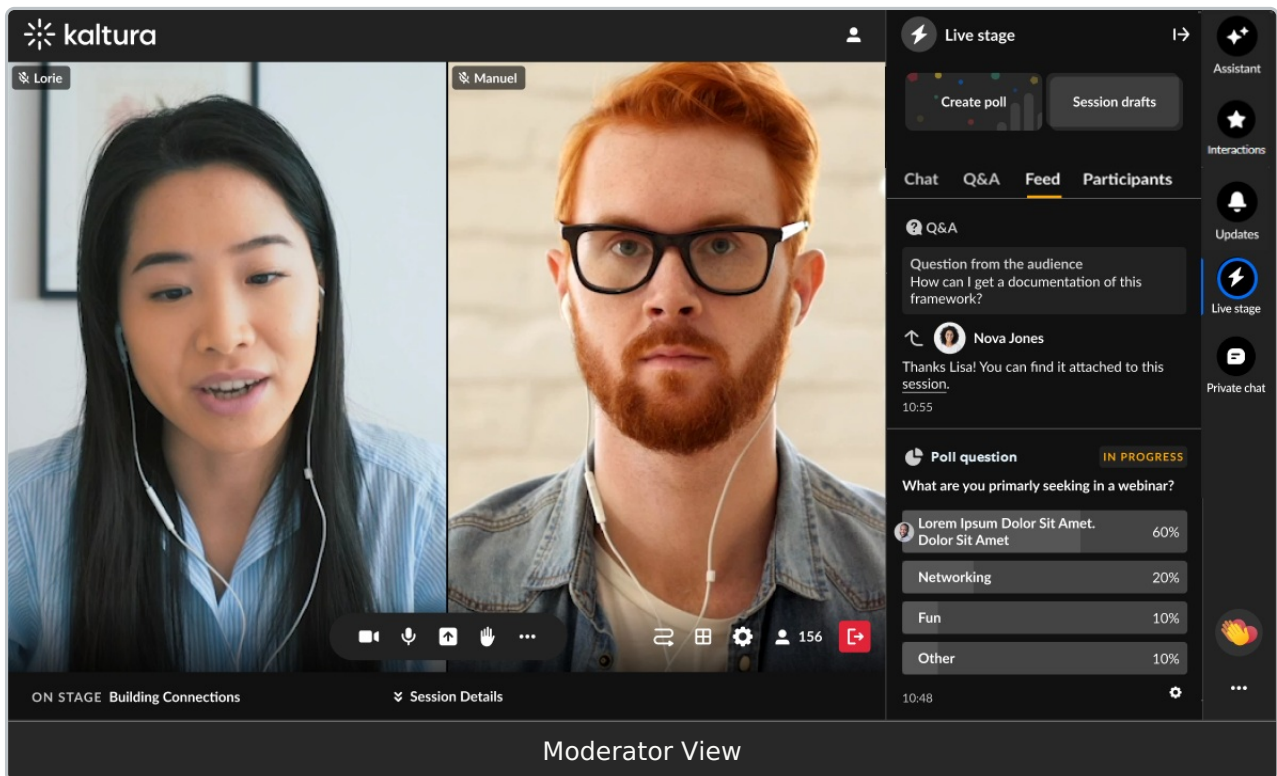 kaltura
Lorie
Manuel
ON STAGE Building Connections
Session Details
156
Live stage
Create poll
Session drafts
Chat Q&A Feed Participants
Q&A
Question from the audience
How can I get a documentation of this
framework?
Nova Jones
Thanks Lisa! You can find it attached to this
session.
10:55
Poll question IN PROGRESS
What are you primarly seeking in a webinar?
Lorem Ipsum Dolor Sit Amet.
Dolor Sit Amet 60%
Networking 20%
Fun 10%
Other 10%
10:48
Assistant
Interactions
Updates
Live stage
Private chat
Moderator View